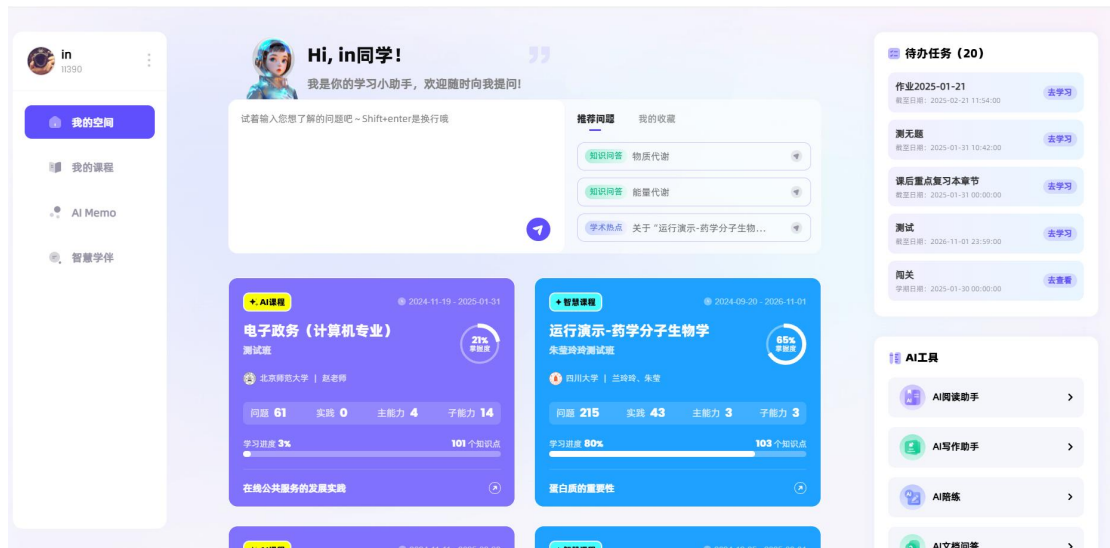 in
11390
我的空间
我的课程
AI Memo
智慧学伴
Hi, in同学!
我是你的学习小助手，欢迎随时向我提问!
试着输入您想了解的问题吧～Shift+enter是换行哦
推荐问题 我的收藏
知识问答 物质代谢
知识问答 能量代谢
学术热点 关于“运行演示-药学分子生物...
AI课程 2024-11-19 - 2025-01-31
电子政务（计算机专业）
测试班
21%
掌握度
北京师范大学 | 赵老师
问题 61 实践 0 主能力 4 子能力 14
学习进度 3% 101 个知识点
在线公共服务的发展实践
智慧课程 2024-09-20 - 2026-11-01
运行演示-药学分子生物学
朱莹玲玲测试班
65%
掌握度
四川大学 | 兰玲玲、朱莹
问题 215 实践 43 主能力 3 子能力 3
学习进度 80% 103 个知识点
蛋白质的重要性
待办任务（20）
作业2025-01-21
截至日期：2025-02-21 11:54:00
去学习
测无题
截至日期：2025-01-31 10:42:00
去学习
课后重点复习本章节
截至日期：2025-01-31 00:00:00
去学习
测试
截至日期：2026-11-01 23:59:00
去学习
闯关
学期日期：2025-01-30 00:00:00
去查看
AI工具
AI阅读助手
AI写作助手
AI陪练
AI文档问答